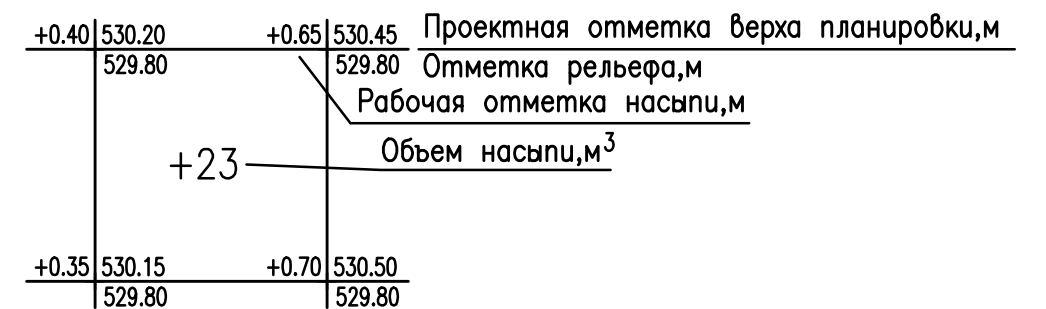 +0.40 530.20 +0.65 530.45 Проектная отметка верха планировки,м
529.80 529.80 Отметка рельефа,м
Рабочая отметка насыпи,м
+23 Объем насыпи,м³
+0.35 530.15 +0.70 530.50
529.80 529.80